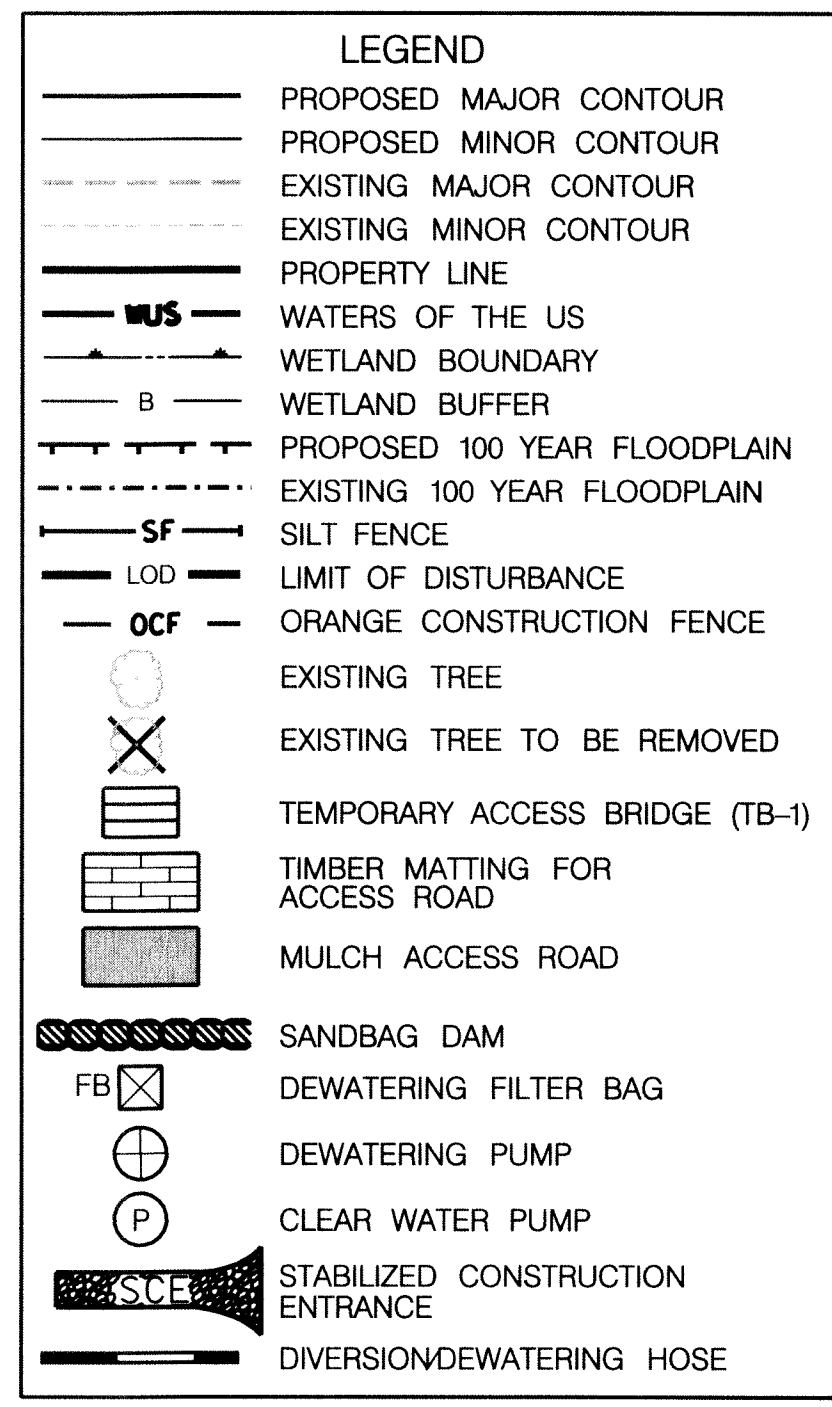 LEGEND
PROPOSED MAJOR CONTOUR
PROPOSED MINOR CONTOUR
EXISTING MAJOR CONTOUR
EXISTING MINOR CONTOUR
PROPERTY LINE
WUS WATERS OF THE US
WETLAND BOUNDARY
B WETLAND BUFFER
PROPOSED 100 YEAR FLOODPLAIN
EXISTING 100 YEAR FLOODPLAIN
SF SILT FENCE
LOD LIMIT OF DISTURBANCE
OCF ORANGE CONSTRUCTION FENCE
EXISTING TREE
EXISTING TREE TO BE REMOVED
TEMPORARY ACCESS BRIDGE (TB-1)
TIMBER MATTING FOR
ACCESS ROAD
MULCH ACCESS ROAD
SANDBAG DAM
FB DEWATERING FILTER BAG
DEWATERING PUMP
P CLEAR WATER PUMP
SCE STABILIZED CONSTRUCTION
ENTRANCE
DIVERSION/DEWATERING HOSE